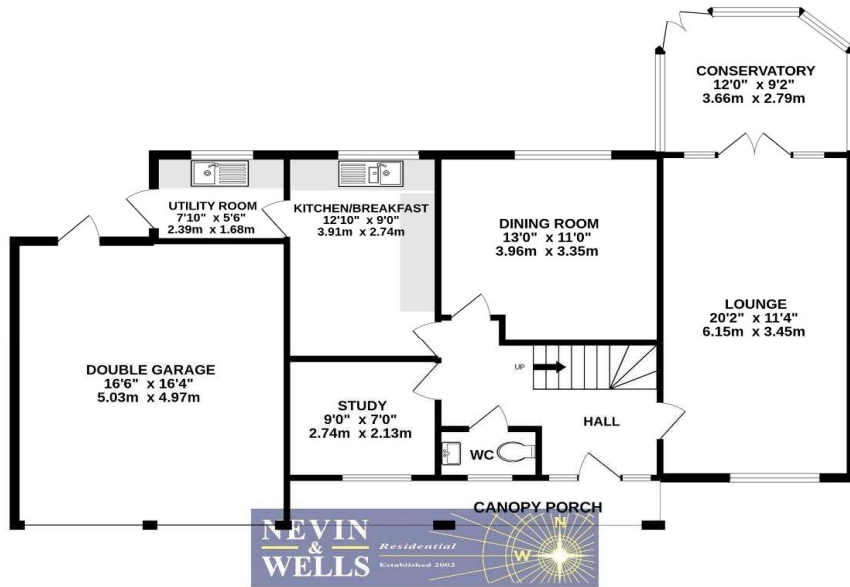 CONSERVATORY
12'0" x 9'2"
3.66m x 2.79m
UTILITY ROOM
7'10" x 5'6"
2.39m x 1.68m
KITCHEN/BREAKFAST
12'10" x 9'0"
3.91m x 2.74m
DINING ROOM
13'0" x 11'0"
3.96m x 3.35m
LOUNGE
20'2" x 11'4"
6.15m x 3.45m
DOUBLE GARAGE
16'6" x 16'4"
5.03m x 4.97m
UP
STUDY
9'0" x 7'0"
2.74m x 2.13m
HALL
WC
CANOPY PORCH
NEVIN
&
WELLS
Residential
Established 2002
N
W